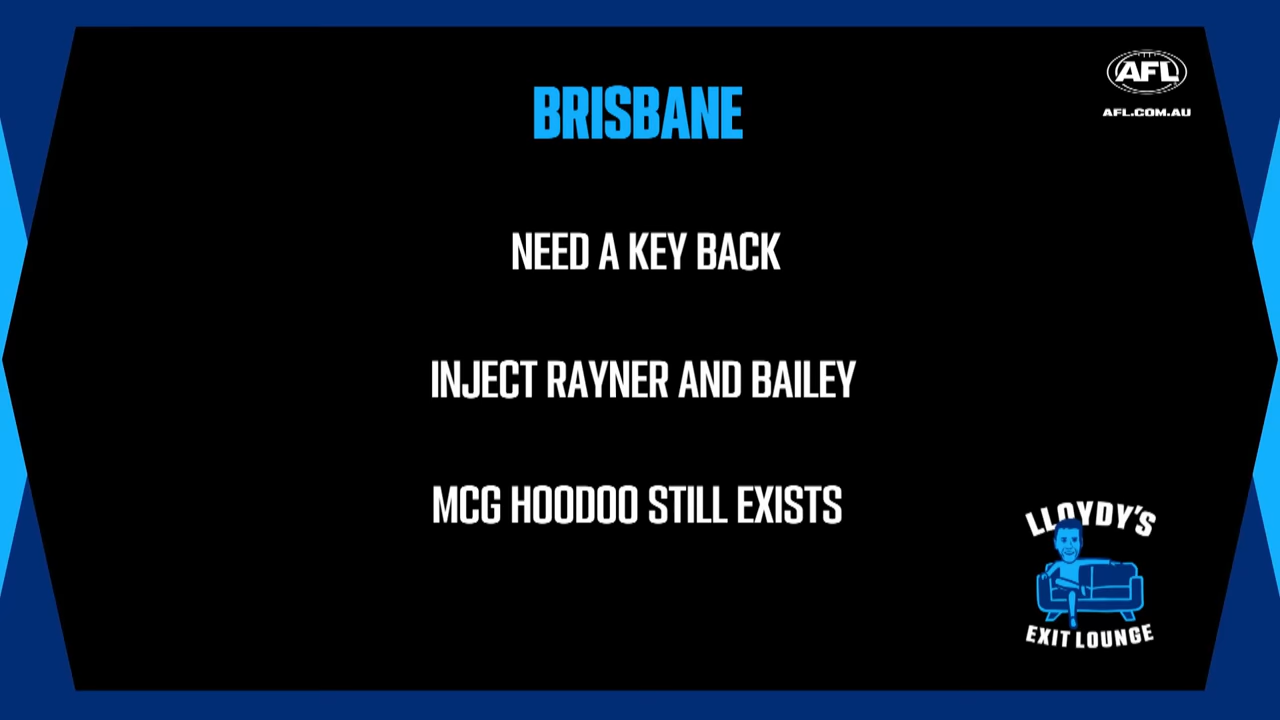 BRISBANE
AFL
AFL.COM.AU
NEED A KEY BACK
INJECT RAYNER AND BAILEY
MCG HOODOO STILL EXISTS
LLOYDY'S
EXIT LOUNGE